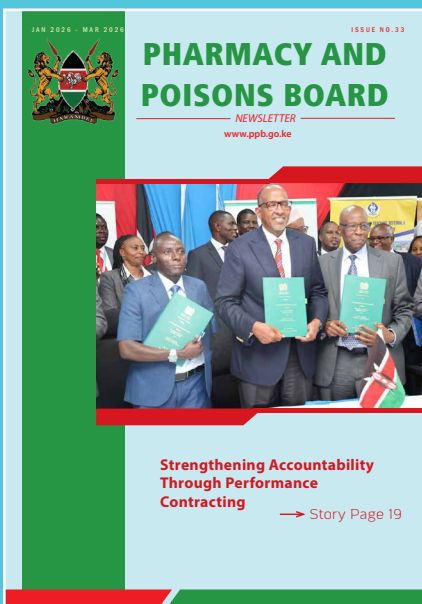 JAN 2026 - MAR 2026
ISSUE NO.33
PHARMACY AND
POISONS BOARD
NEWSLETTER
www.ppb.go.ke
HARAMBEE
Strengthening Accountability
Through Performance
Contracting
Story Page 19